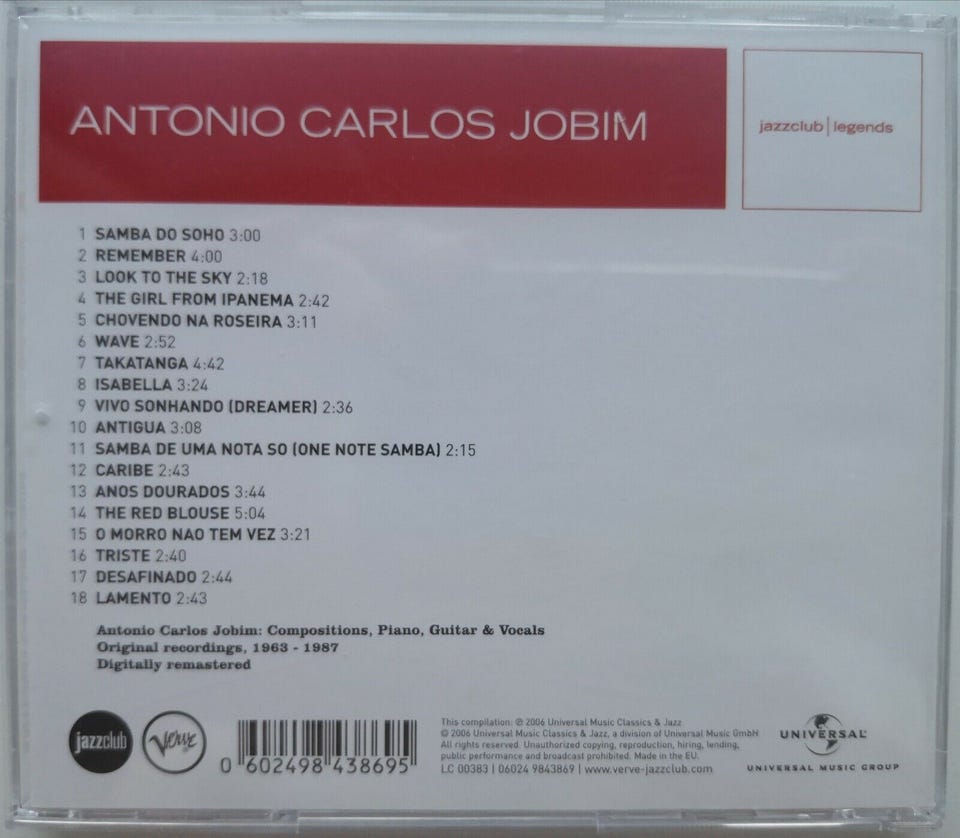 ANTONIO CARLOS JOBIM
jazzclub|legends
1 SAMBA DO SOHO 3:00
2 REMEMBER 4:00
3 LOOK TO THE SKY 2:18
4 THE GIRL FROM IPANEMA 2:42
5 CHOVENDO NA ROSEIRA 3:11
6 WAVE 2:52
7 TAKATANGA 4:42
8 ISABELLA 3:24
9 VIVO SONHANDO (DREAMER) 2:36
10 ANTIGUA 3:08
11 SAMBA DE UMA NOTA SO (ONE NOTE SAMBA) 2:15
12 CARIBE 2:43
13 ANOS DOURADOS 3:44
14 THE RED BLOUSE 5:04
15 O MORRO NAO TEM VEZ 3:21
16 TRISTE 2:40
17 DESAFINADO 2:44
18 LAMENTO 2:43
Antonio Carlos Jobim: Compositions, Piano, Guitar & Vocals
Original recordings, 1963 - 1987
Digitally remastered
jazzclub
Verve
0 602498 438695
This compilation: ℗ 2006 Universal Music Classics & Jazz
© 2006 Universal Music Classics & Jazz, a division of Universal Music GmbH
All rights reserved. Unauthorized copying, reproduction, hiring, lending,
public performance and broadcast prohibited. Made in the EU.
LC 00383 | 06024 9843869 | www.verve-jazzclub.com
UNIVERSAL
UNIVERSAL MUSIC GROUP